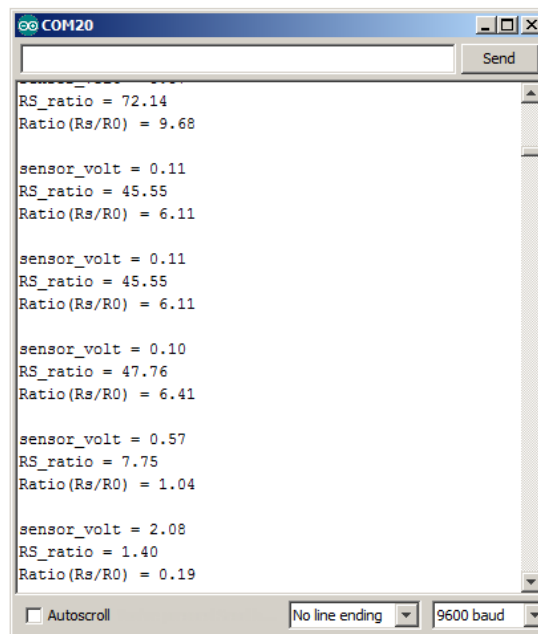 COM20
Send
RS_ratio = 72.14
Ratio(Rs/R0) = 9.68
sensor_volt = 0.11
RS_ratio = 45.55
Ratio(Rs/R0) = 6.11
sensor_volt = 0.11
RS_ratio = 45.55
Ratio(Rs/R0) = 6.11
sensor_volt = 0.10
RS_ratio = 47.76
Ratio(Rs/R0) = 6.41
sensor_volt = 0.57
RS_ratio = 7.75
Ratio(Rs/R0) = 1.04
sensor_volt = 2.08
RS_ratio = 1.40
Ratio(Rs/R0) = 0.19
Autoscroll
No line ending
9600 baud